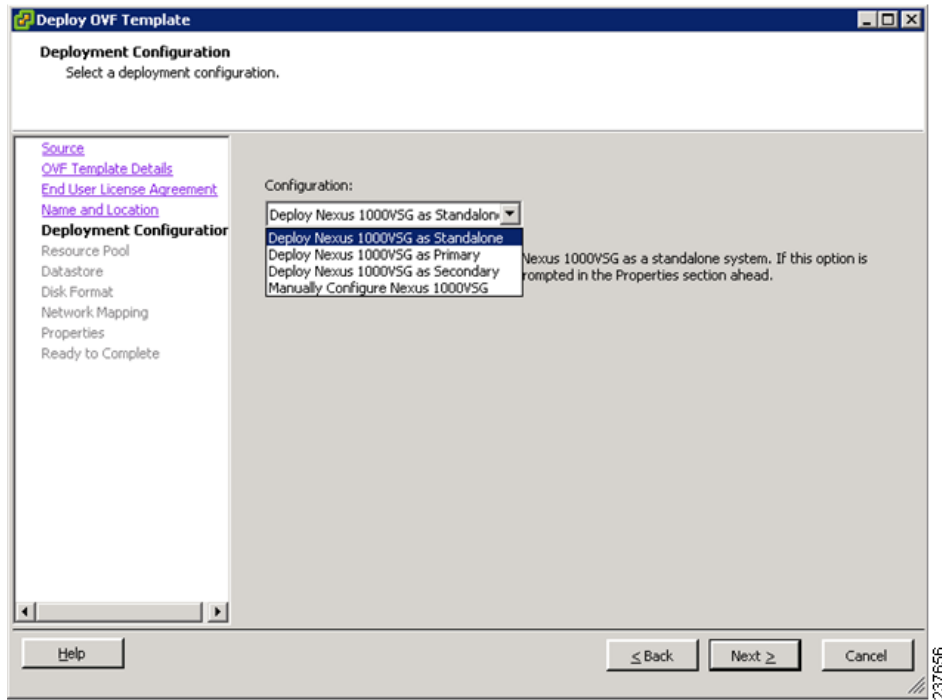 Deploy OVF Template
Deployment Configuration
Select a deployment configuration.
Source
OVF Template Details
End User License Agreement
Name and Location
Deployment Configuration
Resource Pool
Datastore
Disk Format
Network Mapping
Properties
Ready to Complete
Configuration:
Deploy Nexus 1000VSG as Standalon
Deploy Nexus 1000VSG as Standalone
Deploy Nexus 1000VSG as Primary
Deploy Nexus 1000VSG as Secondary
Manually Configure Nexus 1000VSG
Nexus 1000VSG as a standalone system. If this option is
rompted in the Properties section ahead.
Help
≤ Back
Next ≥
Cancel
237656